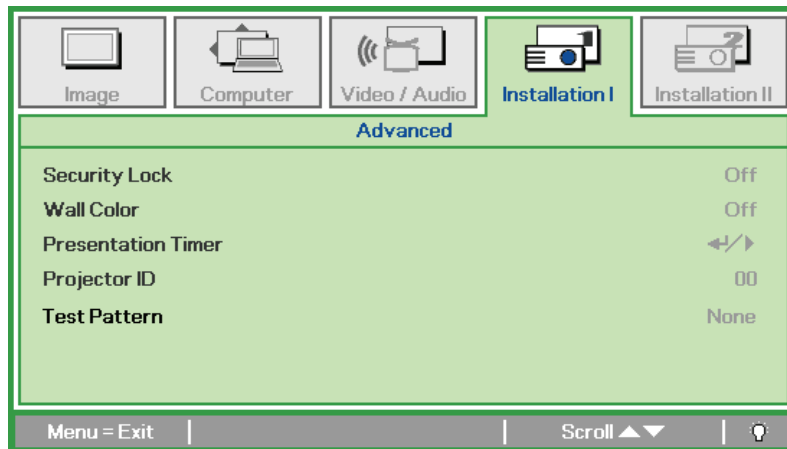 Image Computer Video / Audio Installation I Installation II
Advanced
Security Lock Off
Wall Color Off
Presentation Timer ↵/▶
Projector ID 00
Test Pattern None
Menu = Exit Scroll ▲▼